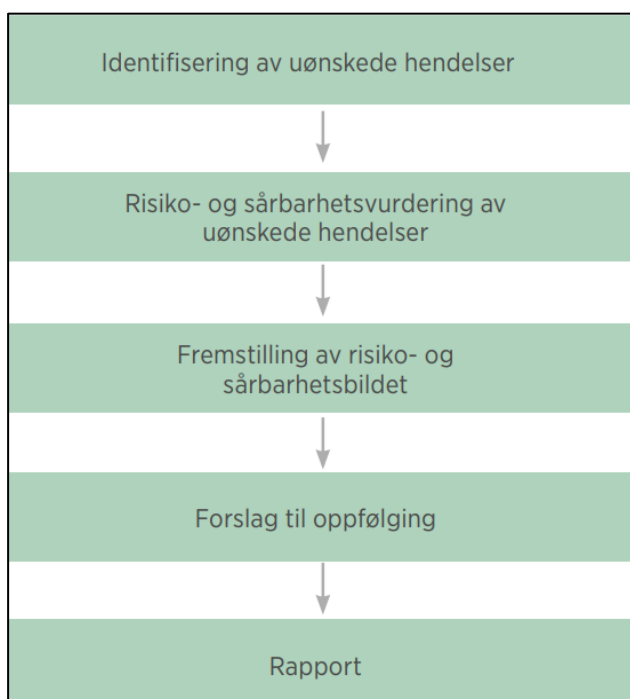 Identifisering av uønskede hendelser
Risiko- og sårbarhetsvurdering av
uønskede hendelser
Fremstilling av risiko- og
sårbarhetsbildet
Forslag til oppfølging
Rapport